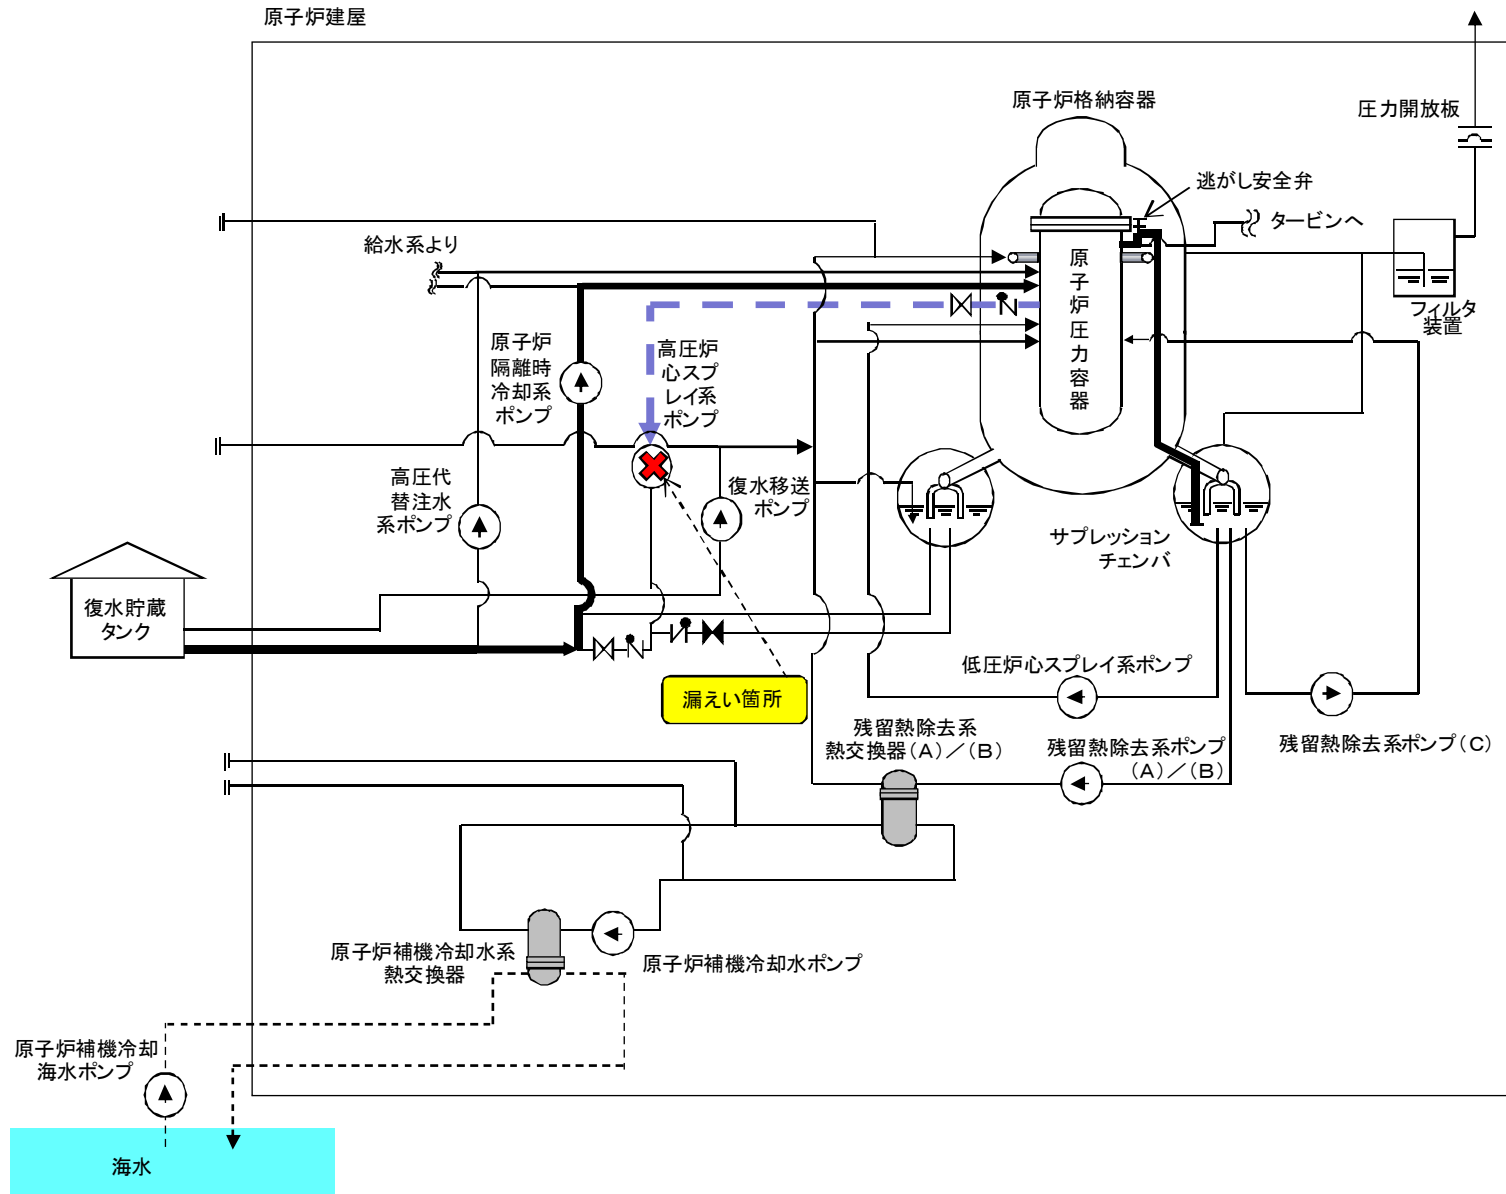 原子炉建屋
原子炉格納容器
圧力開放板
逃がし安全弁
タービンへ
給水系より
原
子
炉
圧
力
容
器
フィルタ
装置
原子炉
隔離時
冷却系
ポンプ
高圧炉
心スプ
レイ系
ポンプ
高圧代
替注水
系ポンプ
復水移送
ポンプ
サプレッション
チェンバ
復水貯蔵
タンク
低圧炉心スプレイ系ポンプ
漏えい箇所
残留熱除去系
熱交換器(A)／(B)
残留熱除去系ポンプ
(A)／(B)
残留熱除去系ポンプ(C)
原子炉補機冷却水系
熱交換器
原子炉補機冷却水ポンプ
原子炉補機冷却
海水ポンプ
海水